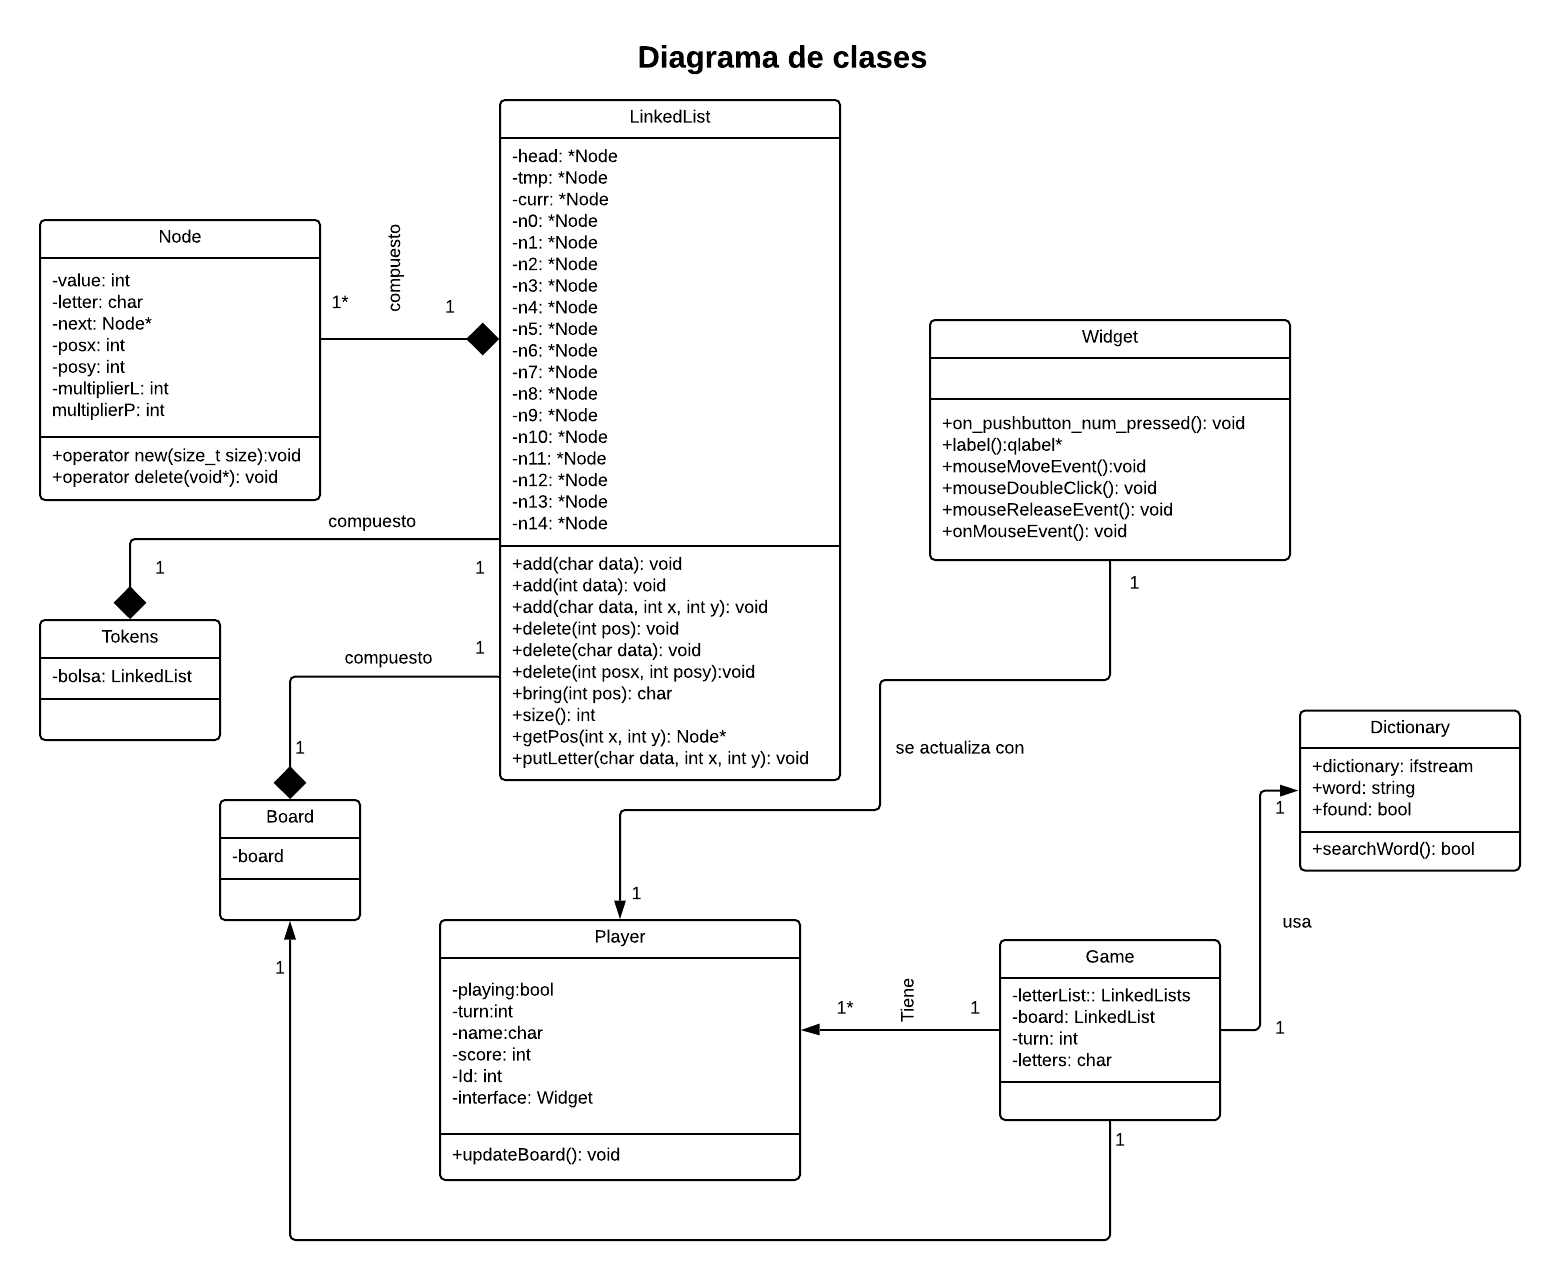 Diagrama de clases
LinkedList
-head: *Node
-tmp: *Node
-curr: *Node
-n0: *Node
-n1: *Node
-n2: *Node
-n3: *Node
-n4: *Node
-n5: *Node
-n6: *Node
-n7: *Node
-n8: *Node
-n9: *Node
-n10: *Node
-n11: *Node
-n12: *Node
-n13: *Node
-n14: *Node
+add(char data): void
+add(int data): void
+add(char data, int x, int y): void
+delete(int pos): void
+delete(char data): void
+delete(int posx, int posy):void
+bring(int pos): char
+size(): int
+getPos(int x, int y): Node*
+putLetter(char data, int x, int y): void
Node
-value: int
-letter: char
-next: Node*
-posx: int
-posy: int
-multiplierL: int
multiplierP: int
+operator new(size_t size):void
+operator delete(void*): void
1*
compuesto
1
Widget
+on_pushbutton_num_pressed(): void
+label():qlabel*
+mouseMoveEvent():void
+mouseDoubleClick(): void
+mouseReleaseEvent(): void
+onMouseEvent(): void
1
compuesto
1
1
Tokens
-bolsa: LinkedList
compuesto
1
1
Board
-board
1
se actualiza con
1
Dictionary
+dictionary: ifstream
+word: string
+found: bool
+searchWord(): bool
1
usa
1
Player
-playing:bool
-turn:int
-name:char
-score: int
-Id: int
-interface: Widget
+updateBoard(): void
1*
Tiene
1
Game
-letterList:: LinkedLists
-board: LinkedList
-turn: int
-letters: char
1